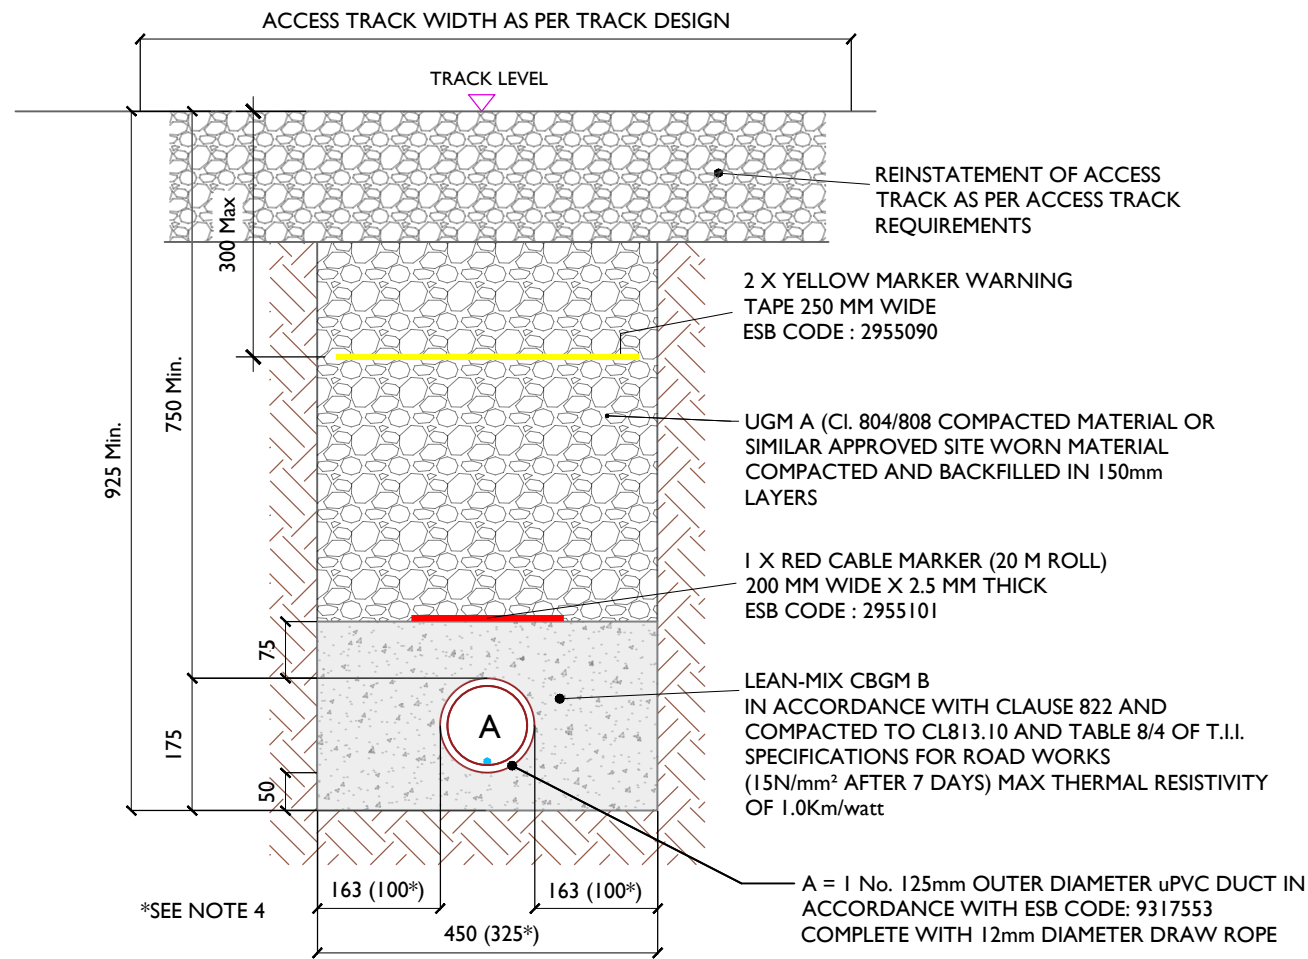 ACCESS TRACK WIDTH AS PER TRACK DESIGN
TRACK LEVEL
REINSTATEMENT OF ACCESS
TRACK AS PER ACCESS TRACK
REQUIREMENTS
300 Max
2 X YELLOW MARKER WARNING
TAPE 250 MM WIDE
ESB CODE : 2955090
750 Min.
925 Min.
UGM A (Cl. 804/808 COMPACTED MATERIAL OR
SIMILAR APPROVED SITE WORN MATERIAL
COMPACTED AND BACKFILLED IN 150mm
LAYERS
1 X RED CABLE MARKER (20 M ROLL)
200 MM WIDE X 2.5 MM THICK
ESB CODE : 2955101
75
LEAN-MIX CBGM B
IN ACCORDANCE WITH CLAUSE 822 AND
COMPACTED TO CL813.10 AND TABLE 8/4 OF T.I.I.
SPECIFICATIONS FOR ROAD WORKS
(15N/mm² AFTER 7 DAYS) MAX THERMAL RESISTIVITY
OF 1.0Km/watt
A
175
50
163 (100*)
163 (100*)
450 (325*)
*SEE NOTE 4
A = 1 No. 125mm OUTER DIAMETER uPVC DUCT IN
ACCORDANCE WITH ESB CODE: 9317553
COMPLETE WITH 12mm DIAMETER DRAW ROPE